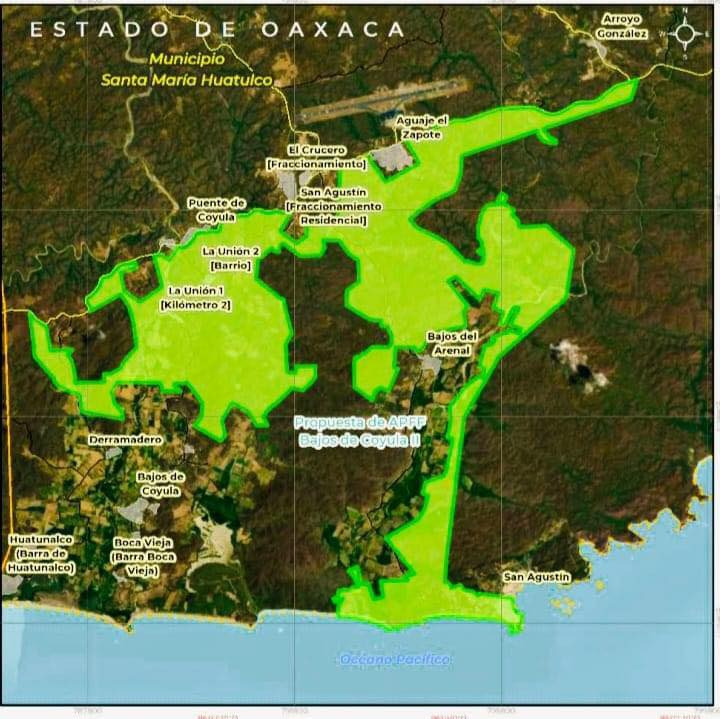 ESTADO DE OAXACA
Arroyo
González
N
W
E
S
Municipio
Santa María Huatulco
Aguaje el
Zapote
El Crucero
[Fraccionamiento]
San Agustín
[Fraccionamiento
Residencial]
Puente de
Coyula
La Unión 2
[Barrio]
La Unión 1
[Kilómetro 2]
Bajos del
Arenal
Propuesta de APFF
Bajos de Coyula II
Derramadero
Bajos de
Coyula
Huatunalco
(Barra de
Huatunalco)
Boca Vieja
(Barra Boca
Vieja)
San Agustín
Océano Pacífico